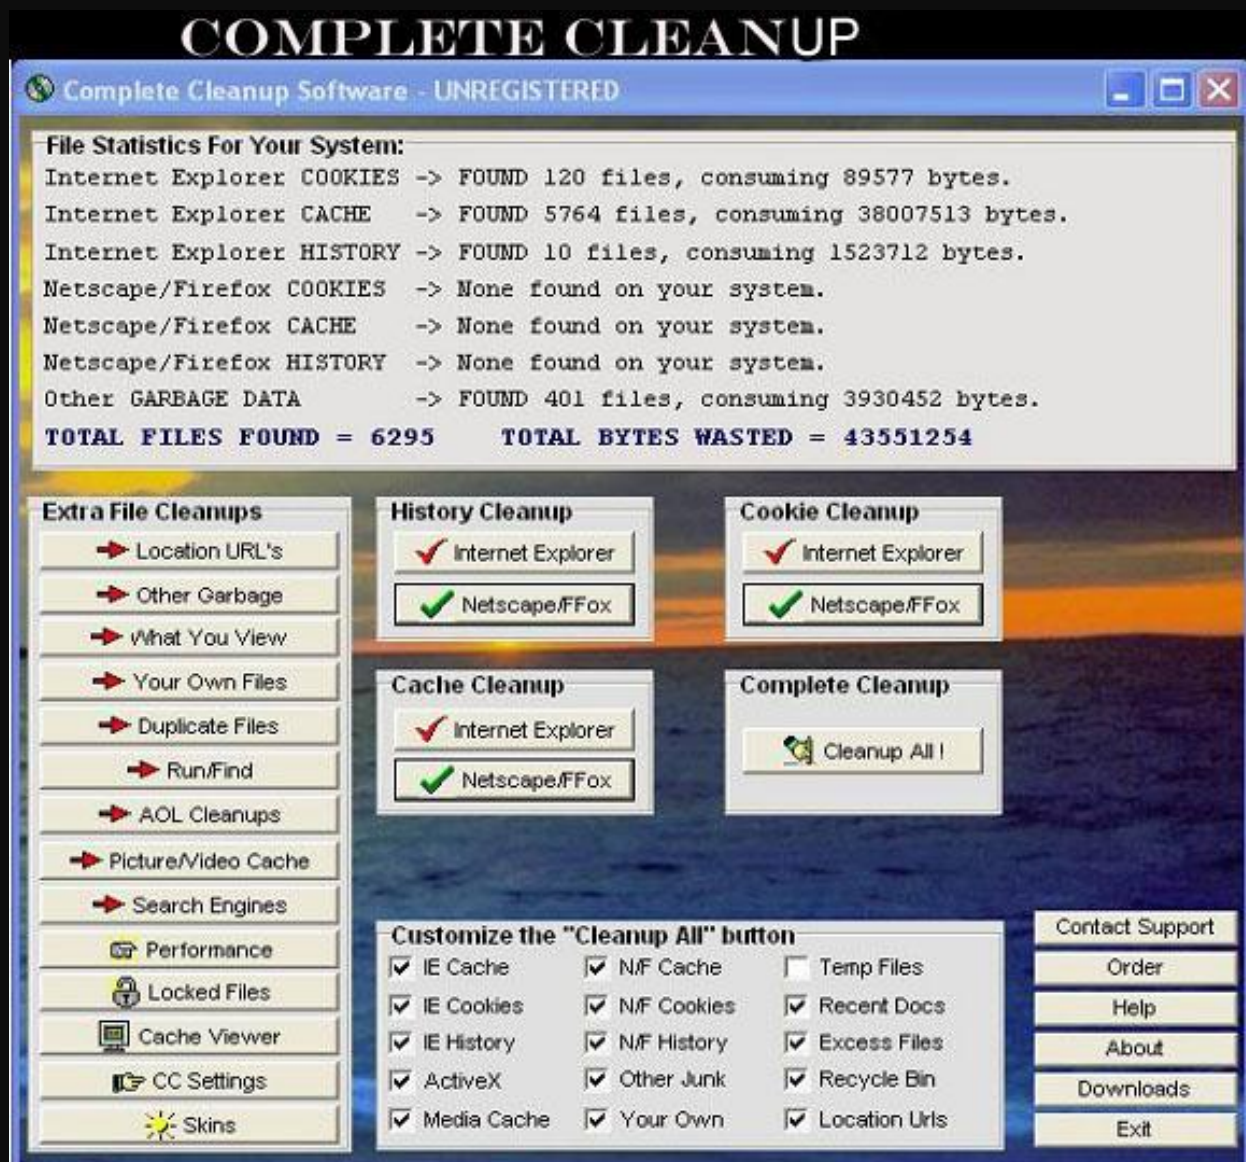 COMPLETE CLEANUP
Complete Cleanup Software - UNREGISTERED
File Statistics For Your System:
Internet Explorer COOKIES -> FOUND 120 files, consuming 89577 bytes.
Internet Explorer CACHE -> FOUND 5764 files, consuming 38007513 bytes.
Internet Explorer HISTORY -> FOUND 10 files, consuming 1523712 bytes.
Netscape/Firefox COOKIES -> None found on your system.
Netscape/Firefox CACHE -> None found on your system.
Netscape/Firefox HISTORY -> None found on your system.
Other GARBAGE DATA -> FOUND 401 files, consuming 3930452 bytes.
TOTAL FILES FOUND = 6295 TOTAL BYTES WASTED = 43551254
Extra File Cleanups
Location URL's
Other Garbage
What You View
Your Own Files
Duplicate Files
Run/Find
AOL Cleanups
Picture/Video Cache
Search Engines
Performance
Locked Files
Cache Viewer
CC Settings
Skins
History Cleanup
Internet Explorer
Netscape/FFox
Cookie Cleanup
Internet Explorer
Netscape/FFox
Cache Cleanup
Internet Explorer
Netscape/FFox
Complete Cleanup
Cleanup All !
Customize the "Cleanup All" button
IE Cache N/F Cache Temp Files
IE Cookies N/F Cookies Recent Docs
IE History N/F History Excess Files
ActiveX Other Junk Recycle Bin
Media Cache Your Own Location Urls
Contact Support
Order
Help
About
Downloads
Exit